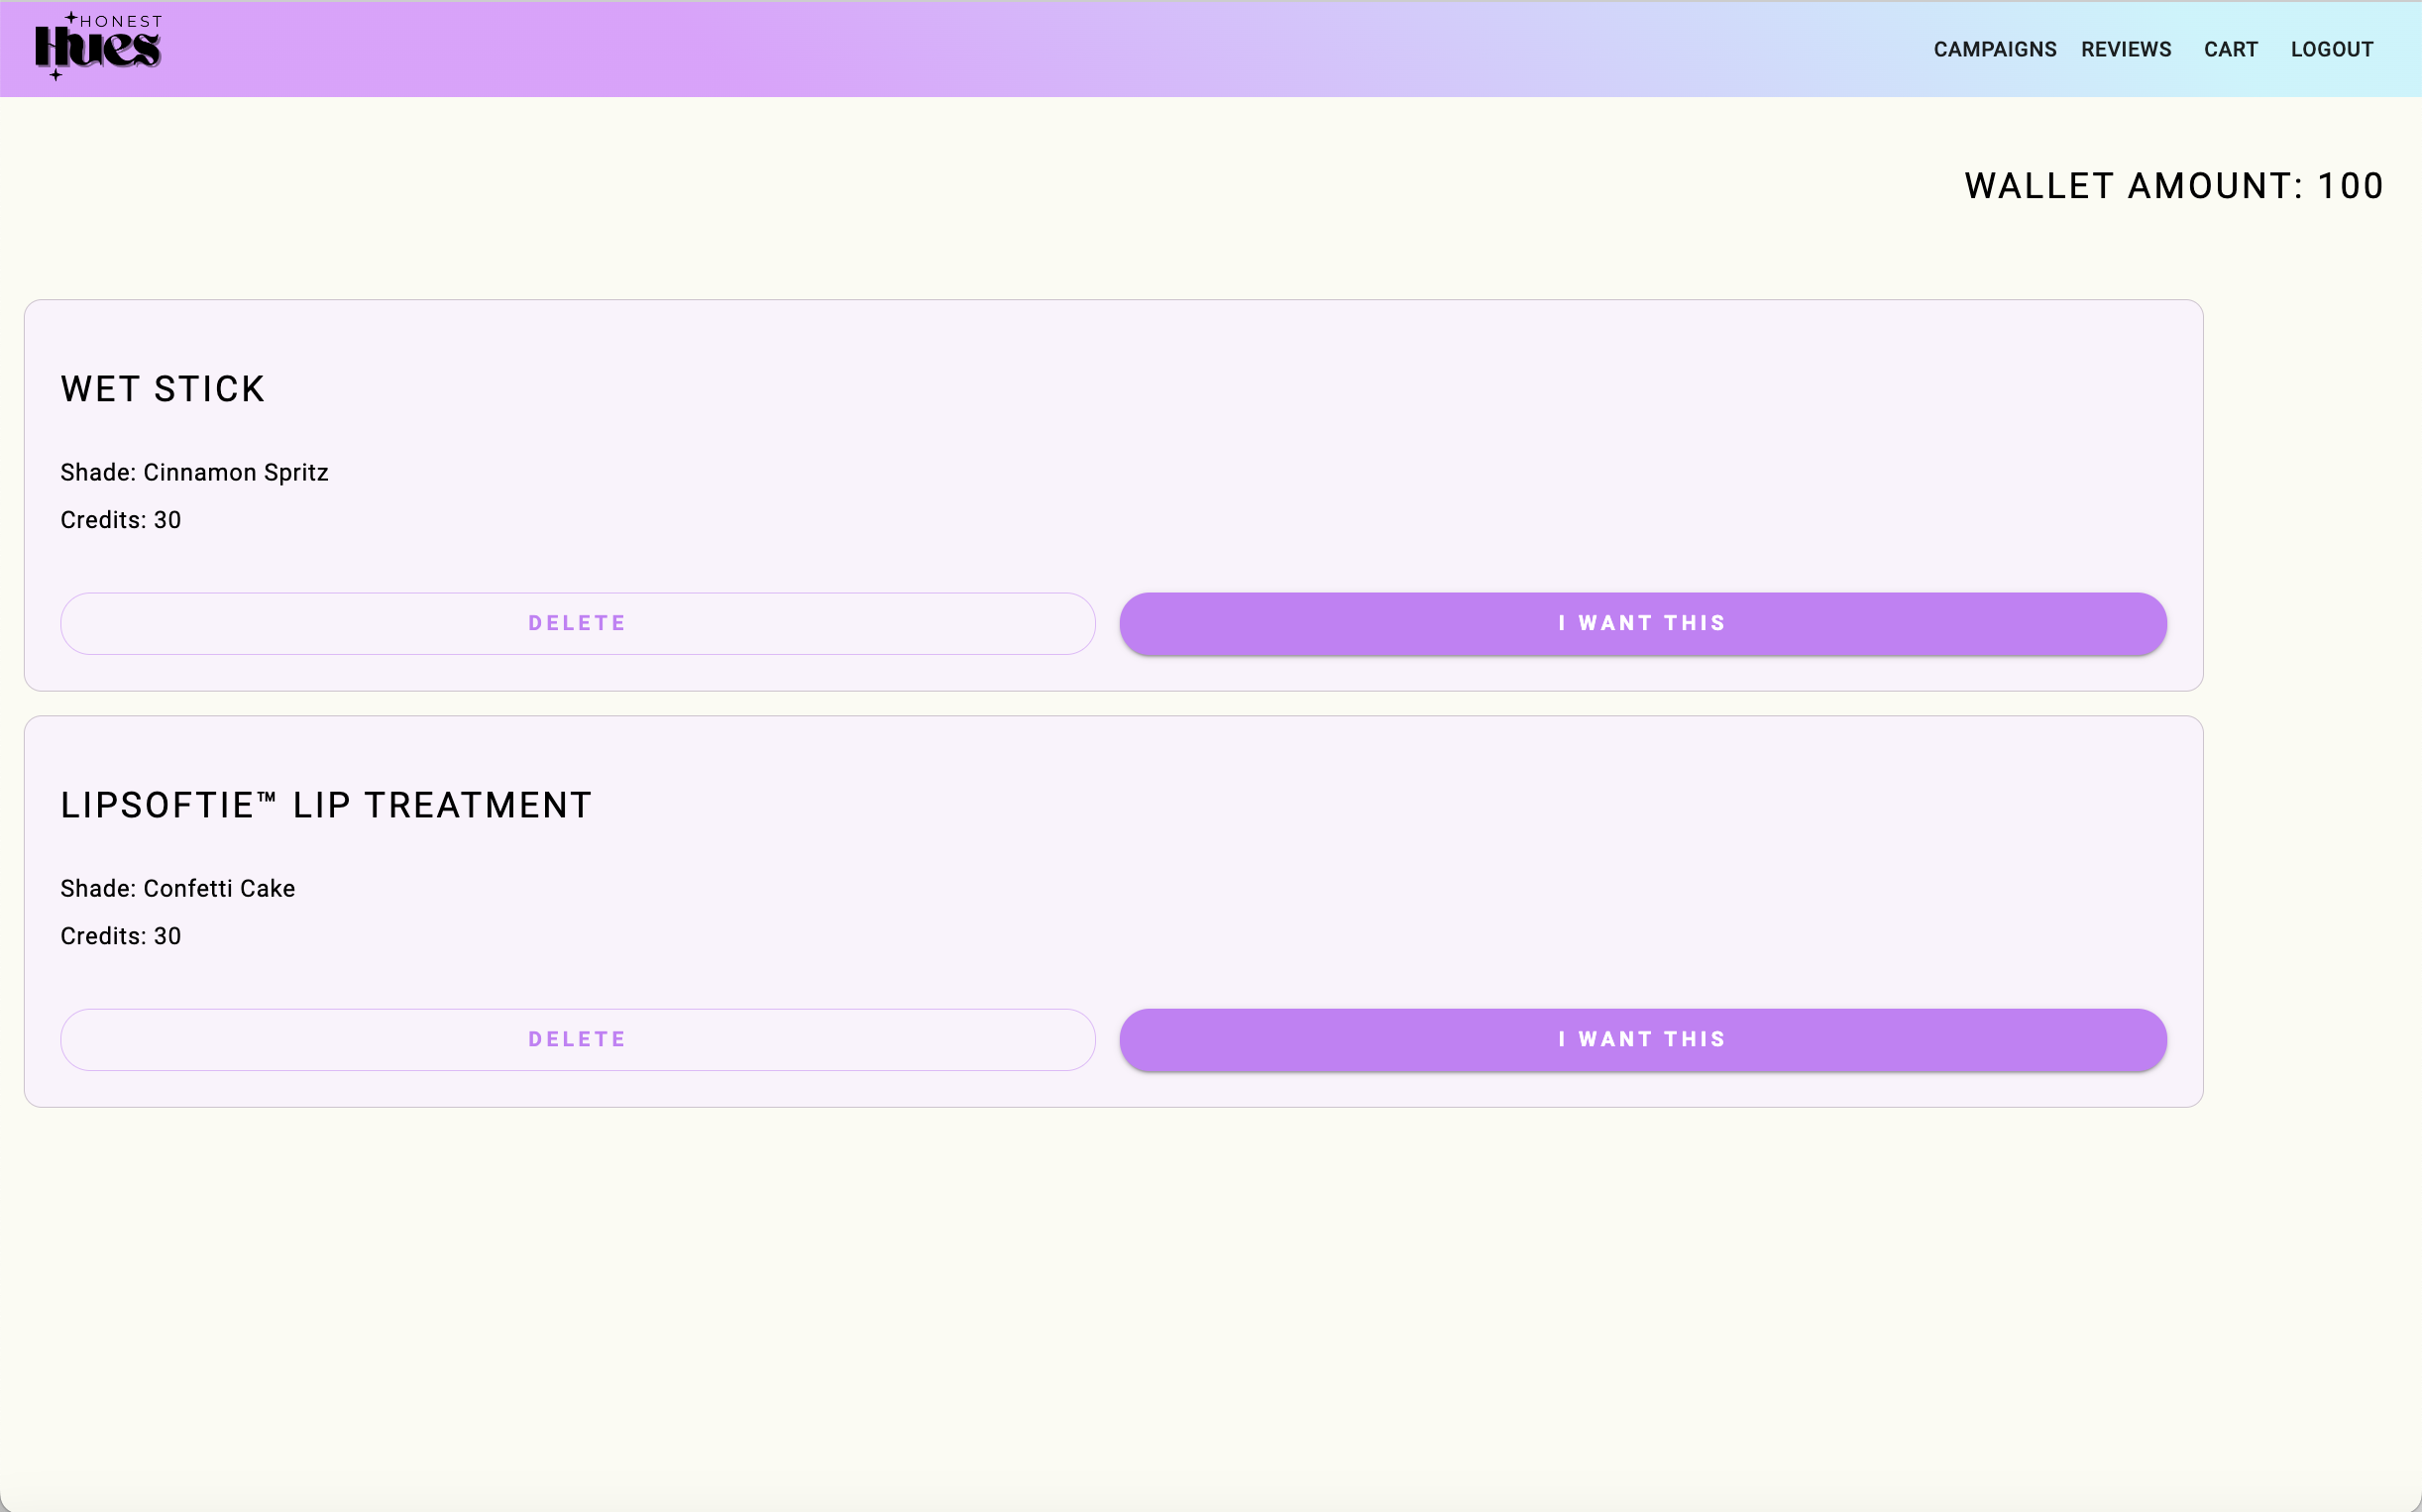 HONEST
Hues
CAMPAIGNS REVIEWS CART LOGOUT
WALLET AMOUNT: 100
WET STICK
Shade: Cinnamon Spritz
Credits: 30
DELETE I WANT THIS
LIPSOFTIE™ LIP TREATMENT
Shade: Confetti Cake
Credits: 30
DELETE I WANT THIS